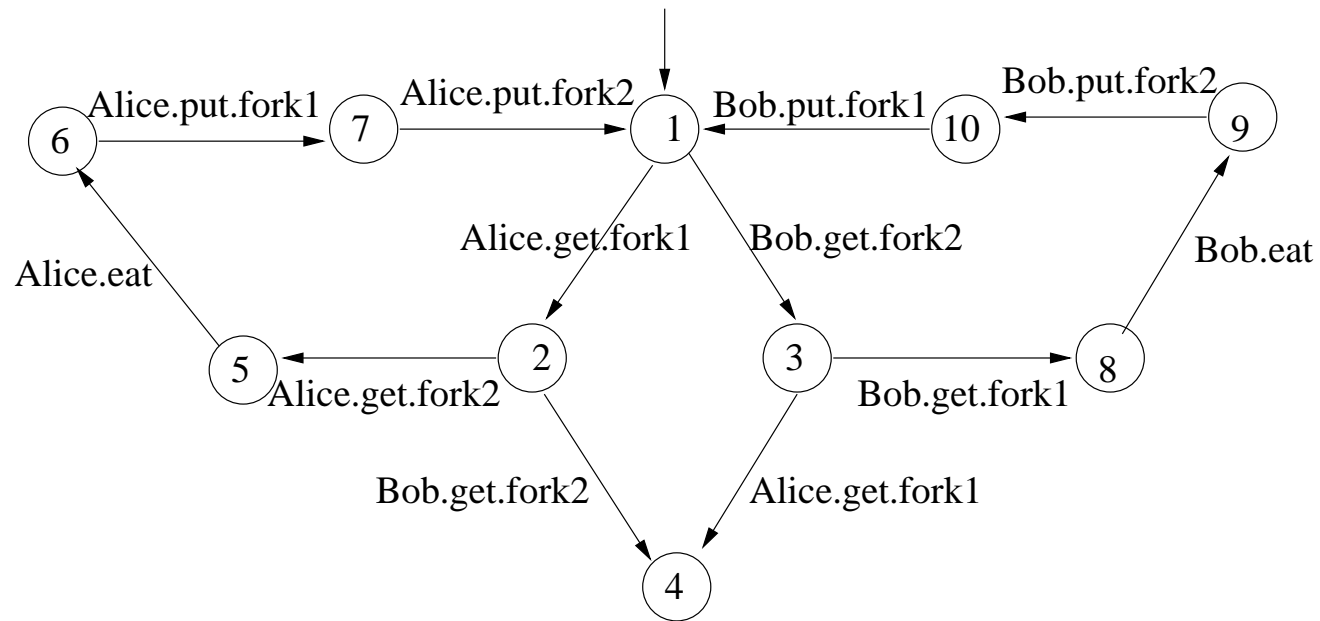 Bob.put.fork2
Alice.put.fork1
Alice.put.fork2
Bob.put.fork1
6
7
1
10
9
Alice.get.fork1
Bob.get.fork2
Bob.eat
Alice.eat
5
2
3
8
Alice.get.fork2
Bob.get.fork1
Bob.get.fork2
Alice.get.fork1
4